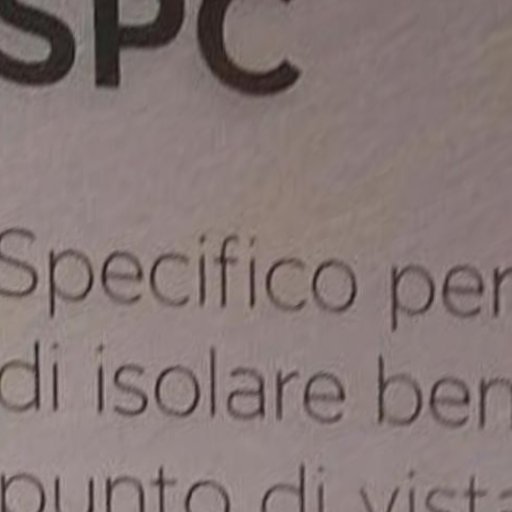 SPC
Specifico per
di isolare ben
punto di vista